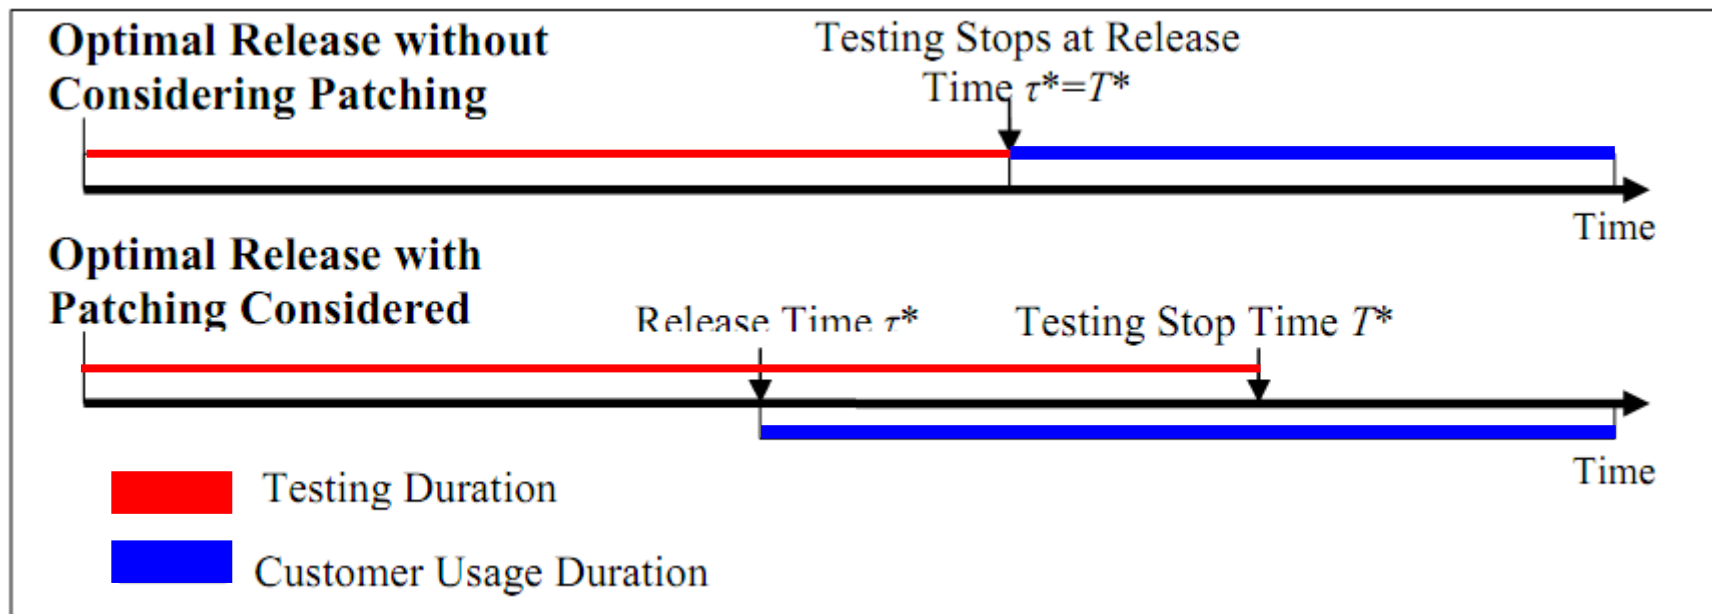 Optimal Release without
Considering Patching
Testing Stops at Release
Time τ*=T*
Time
Optimal Release with
Patching Considered
Release Time τ*
Testing Stop Time T*
Time
Testing Duration
Customer Usage Duration